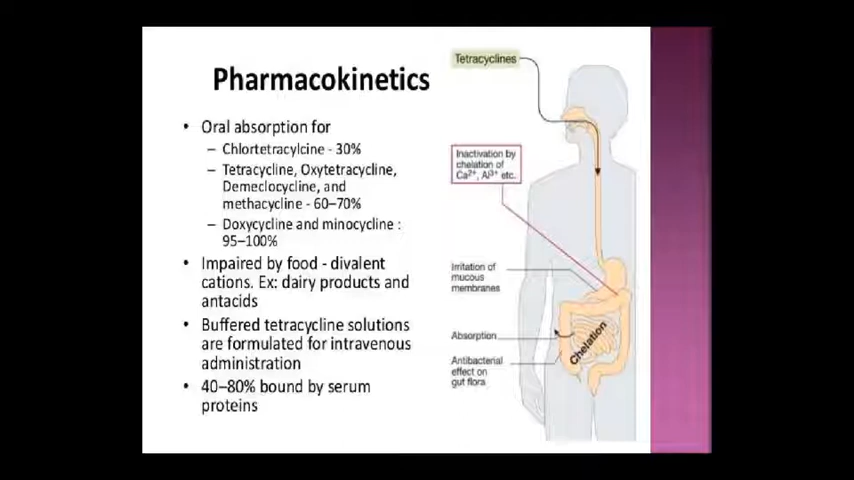 Pharmacokinetics
• Oral absorption for
– Chlortetracylcine - 30%
– Tetracycline, Oxytetracycline,
Demeclocycline, and
methacycline - 60–70%
– Doxycycline and minocycline :
95–100%
• Impaired by food - divalent
cations. Ex: dairy products and
antacids
• Buffered tetracycline solutions
are formulated for intravenous
administration
• 40–80% bound by serum
proteins
Tetracyclines
Inactivation by
chelation of
Ca²⁺, Al³⁺ etc.
Irritation of
mucous
membranes
Absorption
Antibacterial
effect on
gut flora
Chelation